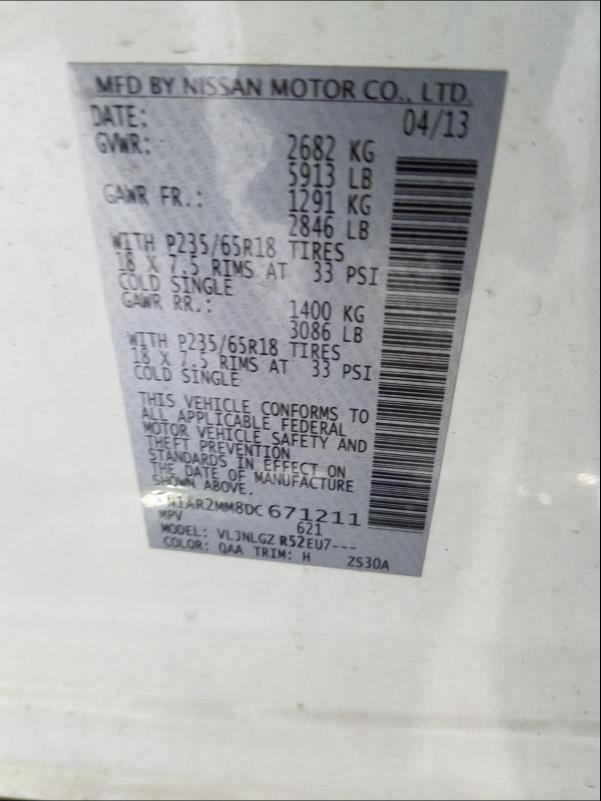 MFD BY NISSAN MOTOR CO., LTD.
DATE: 04/13
GVWR: 2682 KG
5913 LB
GAWR FR.: 1291 KG
2846 LB
WITH P235/65R18 TIRES
18 X 7.5 RIMS AT 33 PSI
COLD SINGLE
GAWR RR.: 1400 KG
3086 LB
WITH P235/65R18 TIRES
18 X 7.5 RIMS AT 33 PSI
COLD SINGLE
THIS VEHICLE CONFORMS TO
ALL APPLICABLE FEDERAL
MOTOR VEHICLE SAFETY AND
THEFT PREVENTION
STANDARDS IN EFFECT ON
THE DATE OF MANUFACTURE
SHOWN ABOVE.
N1AR2MM8DC 671211
MPV 621
MODEL: VLJNLGZ R52EU7---
COLOR: QAA TRIM: H ZS30A